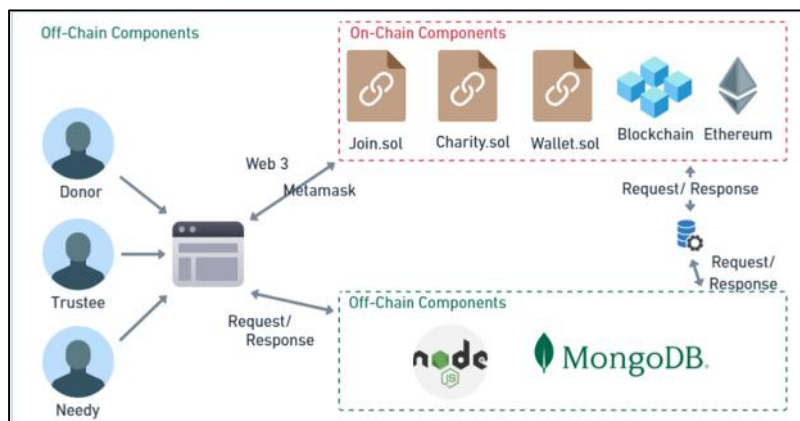 Off-Chain Components
On-Chain Components
Join.sol
Charity.sol
Wallet.sol
Blockchain
Ethereum
Donor
Web 3
Metamask
Request/ Response
Trustee
Request/
Response
Request/
Response
Off-Chain Components
node
JS
MongoDB.
Needy